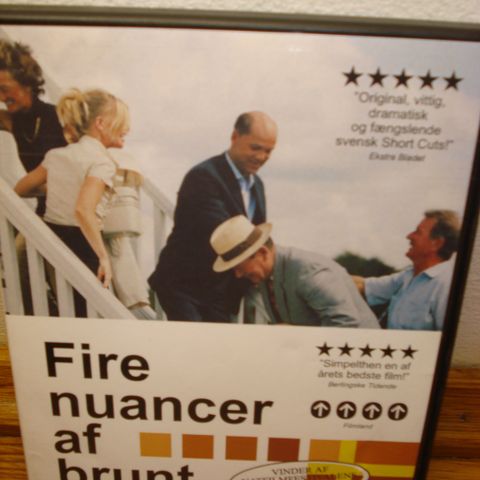 "Original, vittig,
dramatisk
og fængslende
svensk Short Cuts!"
Ekstra Bladet
Fire
nuancer
af
brunt
"Simpelthen en af
årets bedste film!"
Berlingske Tidende
Filmland
VINDER AF